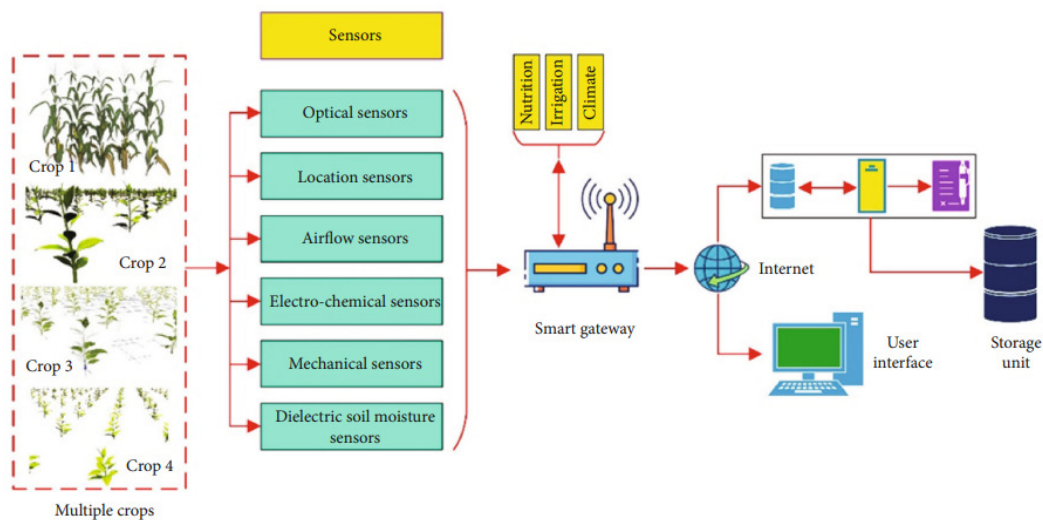 Sensors
Crop 1
Crop 2
Crop 3
Crop 4
Multiple crops
Optical sensors
Location sensors
Airflow sensors
Electro-chemical sensors
Mechanical sensors
Dielectric soil moisture
sensors
Nutrition
Irrigation
Climate
Smart gateway
Internet
User
interface
Storage
unit